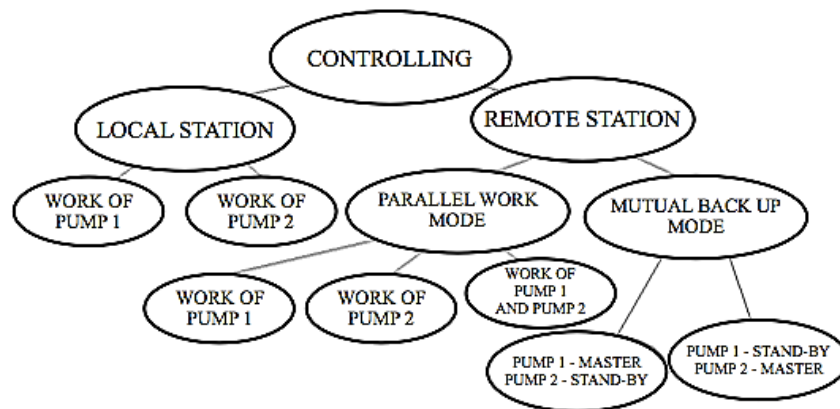 CONTROLLING
LOCAL STATION
REMOTE STATION
WORK OF
PUMP 1
WORK OF
PUMP 2
PARALLEL WORK
MODE
MUTUAL BACK UP
MODE
WORK OF
PUMP 1
WORK OF
PUMP 2
WORK OF
PUMP 1
AND PUMP 2
PUMP 1 - MASTER
PUMP 2 - STAND-BY
PUMP 1 - STAND-BY
PUMP 2 - MASTER